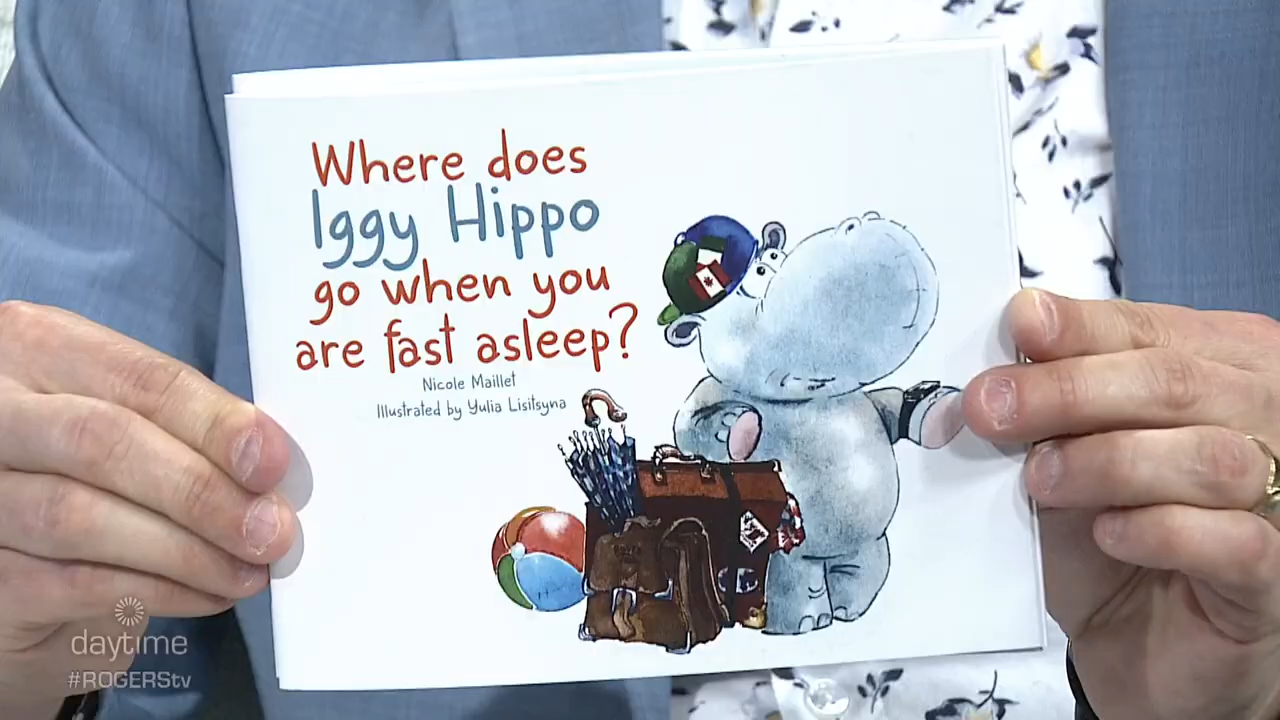 Where does
Iggy Hippo
go when you
are fast asleep?
Nicole Maillet
Illustrated by Yulia Lisitsyna
daytime
#ROGERStv